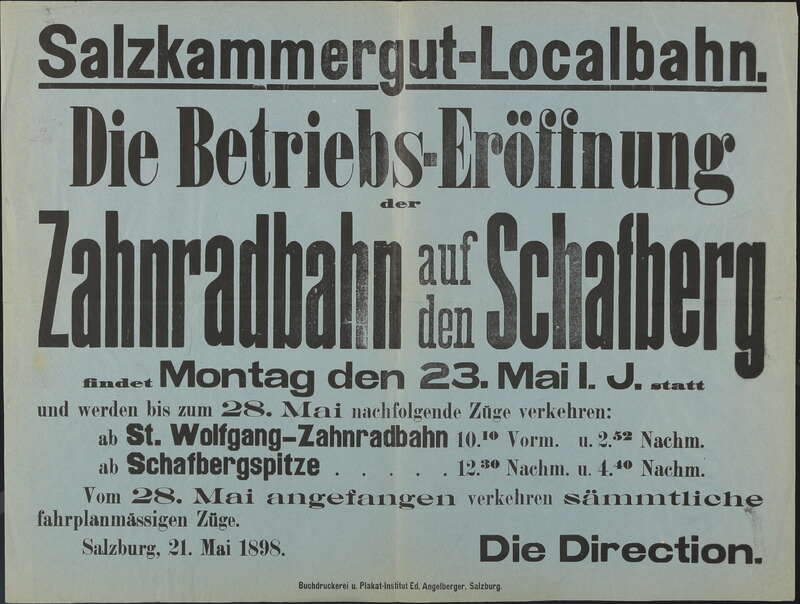 Salzkammergut-Localbahn.
Die Betriebs-Eröffnung
der
Zahnradbahn auf den Schafberg
findet Montag den 23. Mai l. J. statt
und werden bis zum 28. Mai nachfolgende Züge verkehren:
ab St. Wolfgang-Zahnradbahn 10.10 Vorm. u. 2.52 Nachm.
ab Schafbergspitze . . . . . 12.30 Nachm. u. 4.40 Nachm.
Vom 28. Mai angefangen verkehren sämmtliche
fahrplanmässigen Züge.
Salzburg, 21. Mai 1898. Die Direction.
Buchdruckerei u. Plakat-Institut Ed. Angelberger, Salzburg.